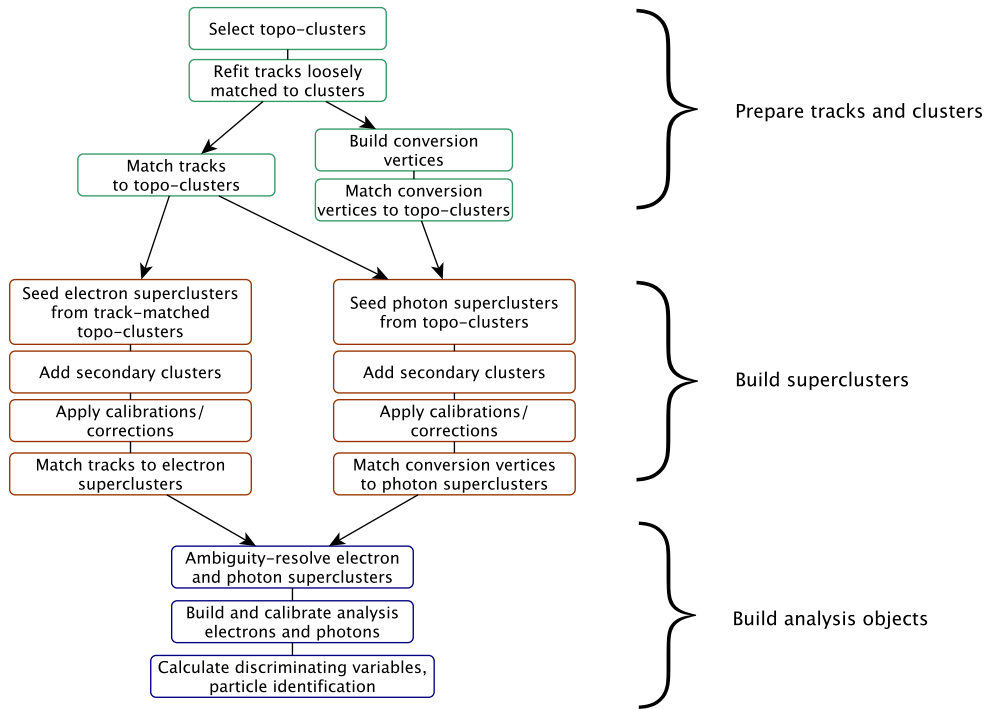 Select topo-clusters
Refit tracks loosely
matched to clusters
Build conversion
vertices
Match tracks
to topo-clusters
Match conversion
vertices to topo-clusters
Prepare tracks and clusters
Seed electron superclusters
from track-matched
topo-clusters
Add secondary clusters
Apply calibrations/
corrections
Match tracks to electron
superclusters
Seed photon superclusters
from topo-clusters
Add secondary clusters
Apply calibrations/
corrections
Match conversion vertices
to photon superclusters
Build superclusters
Ambiguity-resolve electron
and photon superclusters
Build and calibrate analysis
electrons and photons
Calculate discriminating variables,
particle identification
Build analysis objects